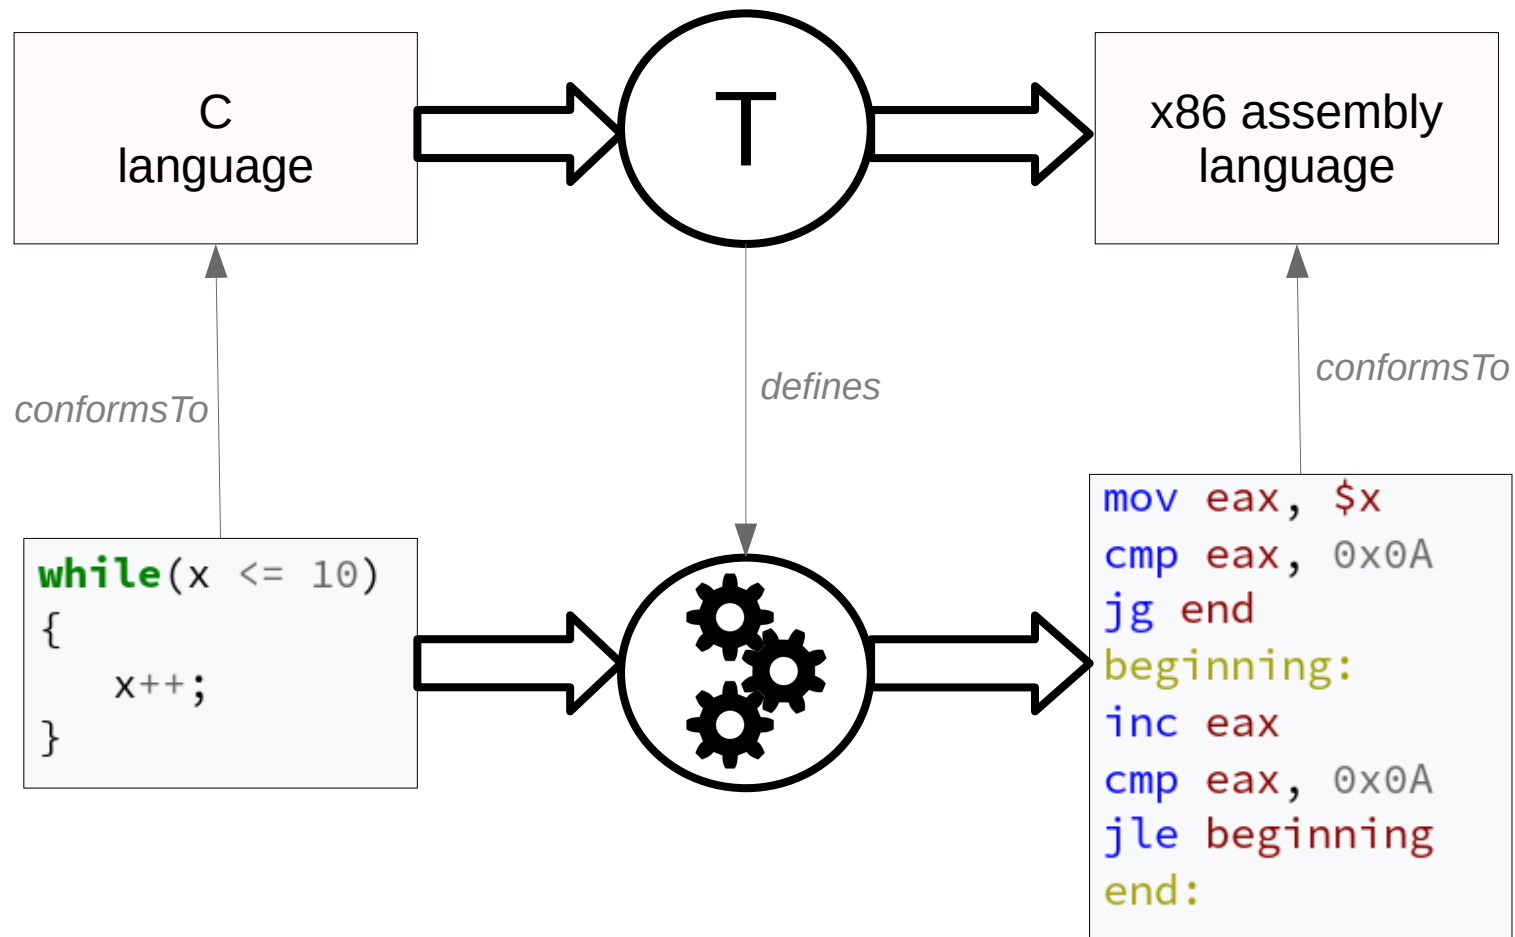 C
language
T
x86 assembly
language
conformsTo
defines
conformsTo
while(x <= 10)
{
x++;
}
mov eax, $x
cmp eax, 0x0A
jg end
beginning:
inc eax
cmp eax, 0x0A
jle beginning
end: